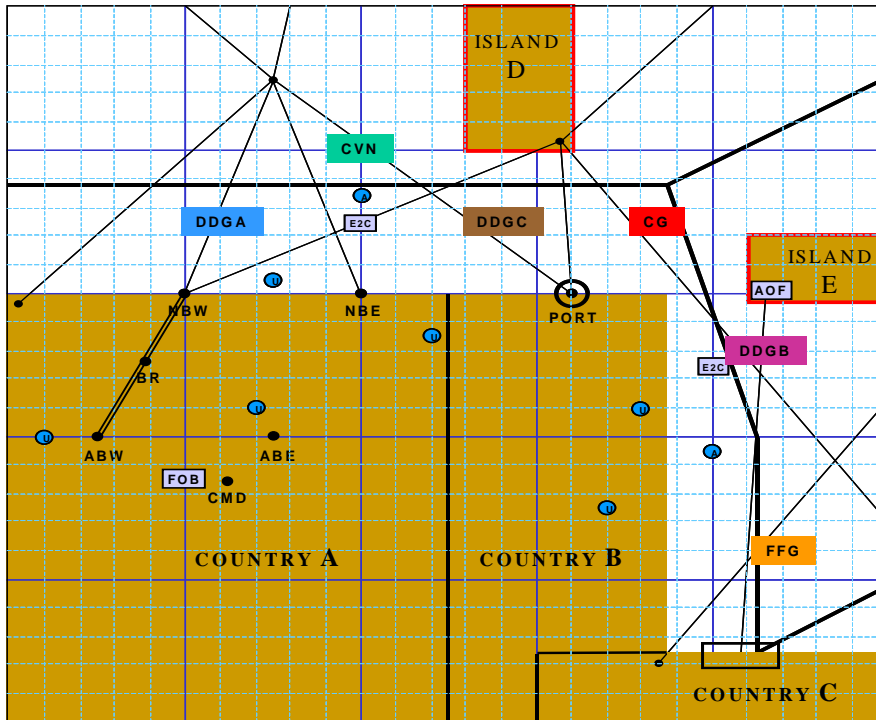 ISLAND
D
CVN
A
DDGA
E2C
DDGC
CG
ISLAND
E
U
AOF
NBW
NBE
PORT
U
DDGB
E2C
BR
U
U
U
ABW
ABE
A
FOB
CMD
U
COUNTRY A
COUNTRY B
FFG
COUNTRY C